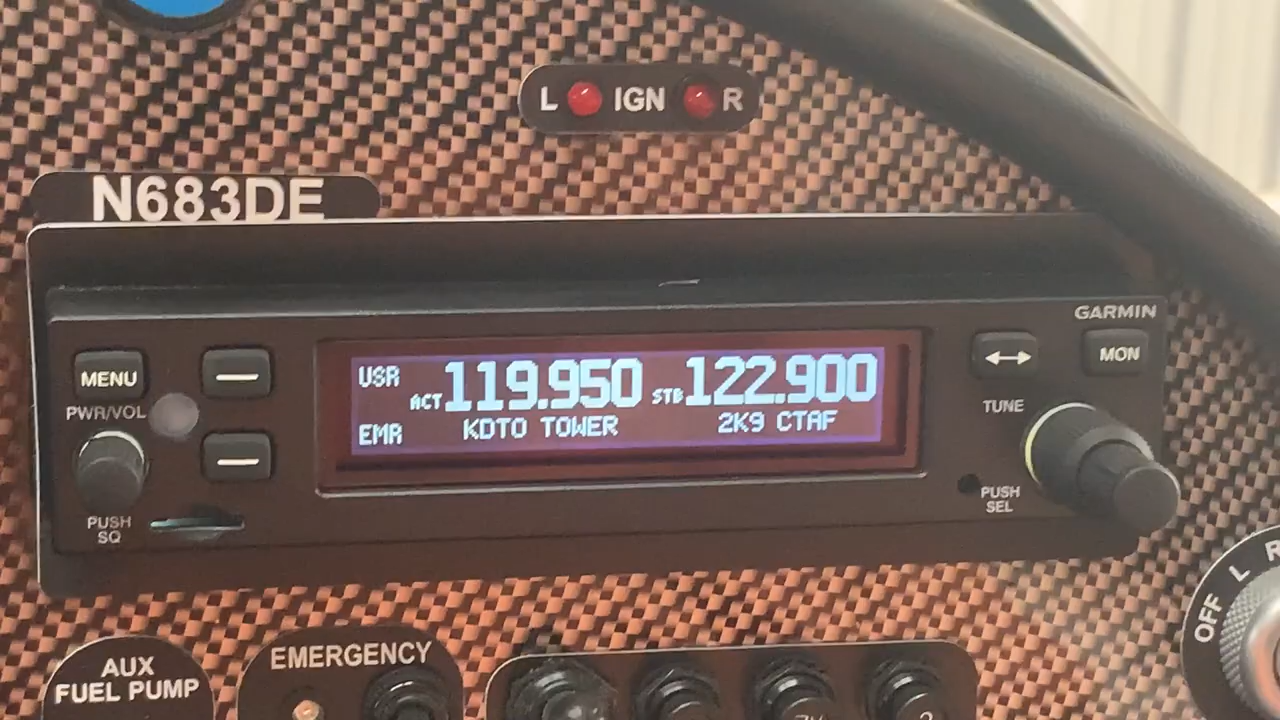 L IGN R
N683DE
GARMIN
MENU
MON
USR
ACT 119.950 STB 122.900
PWR/VOL
TUNE
EMR KDTO TOWER 2K9 CTAF
PUSH
SQ
PUSH
SEL
OFF L R
AUX
FUEL PUMP
EMERGENCY